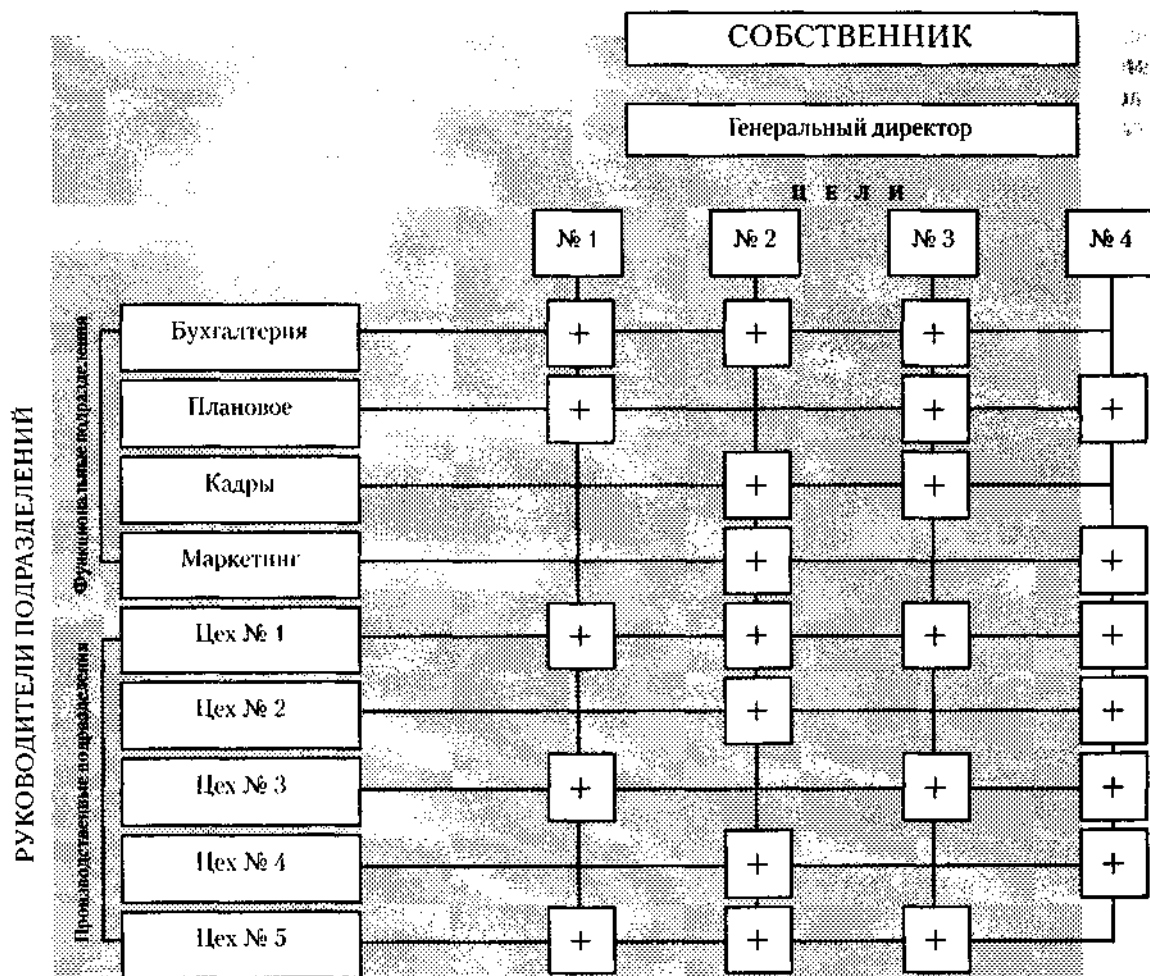 СОБСТВЕННИК
Генеральный директор
ЦЕЛИ
№ 1 № 2 № 3 № 4
РУКОВОДИТЕЛИ ПОДРАЗДЕЛЕНИЙ
Функциональные подразделения
Бухгалтерия + + +
Плановое + + +
Кадры + +
Маркетинг + +
Производственные подразделения
Цех № 1 + + + +
Цех № 2 + +
Цех № 3 + + +
Цех № 4 + +
Цех № 5 + + +